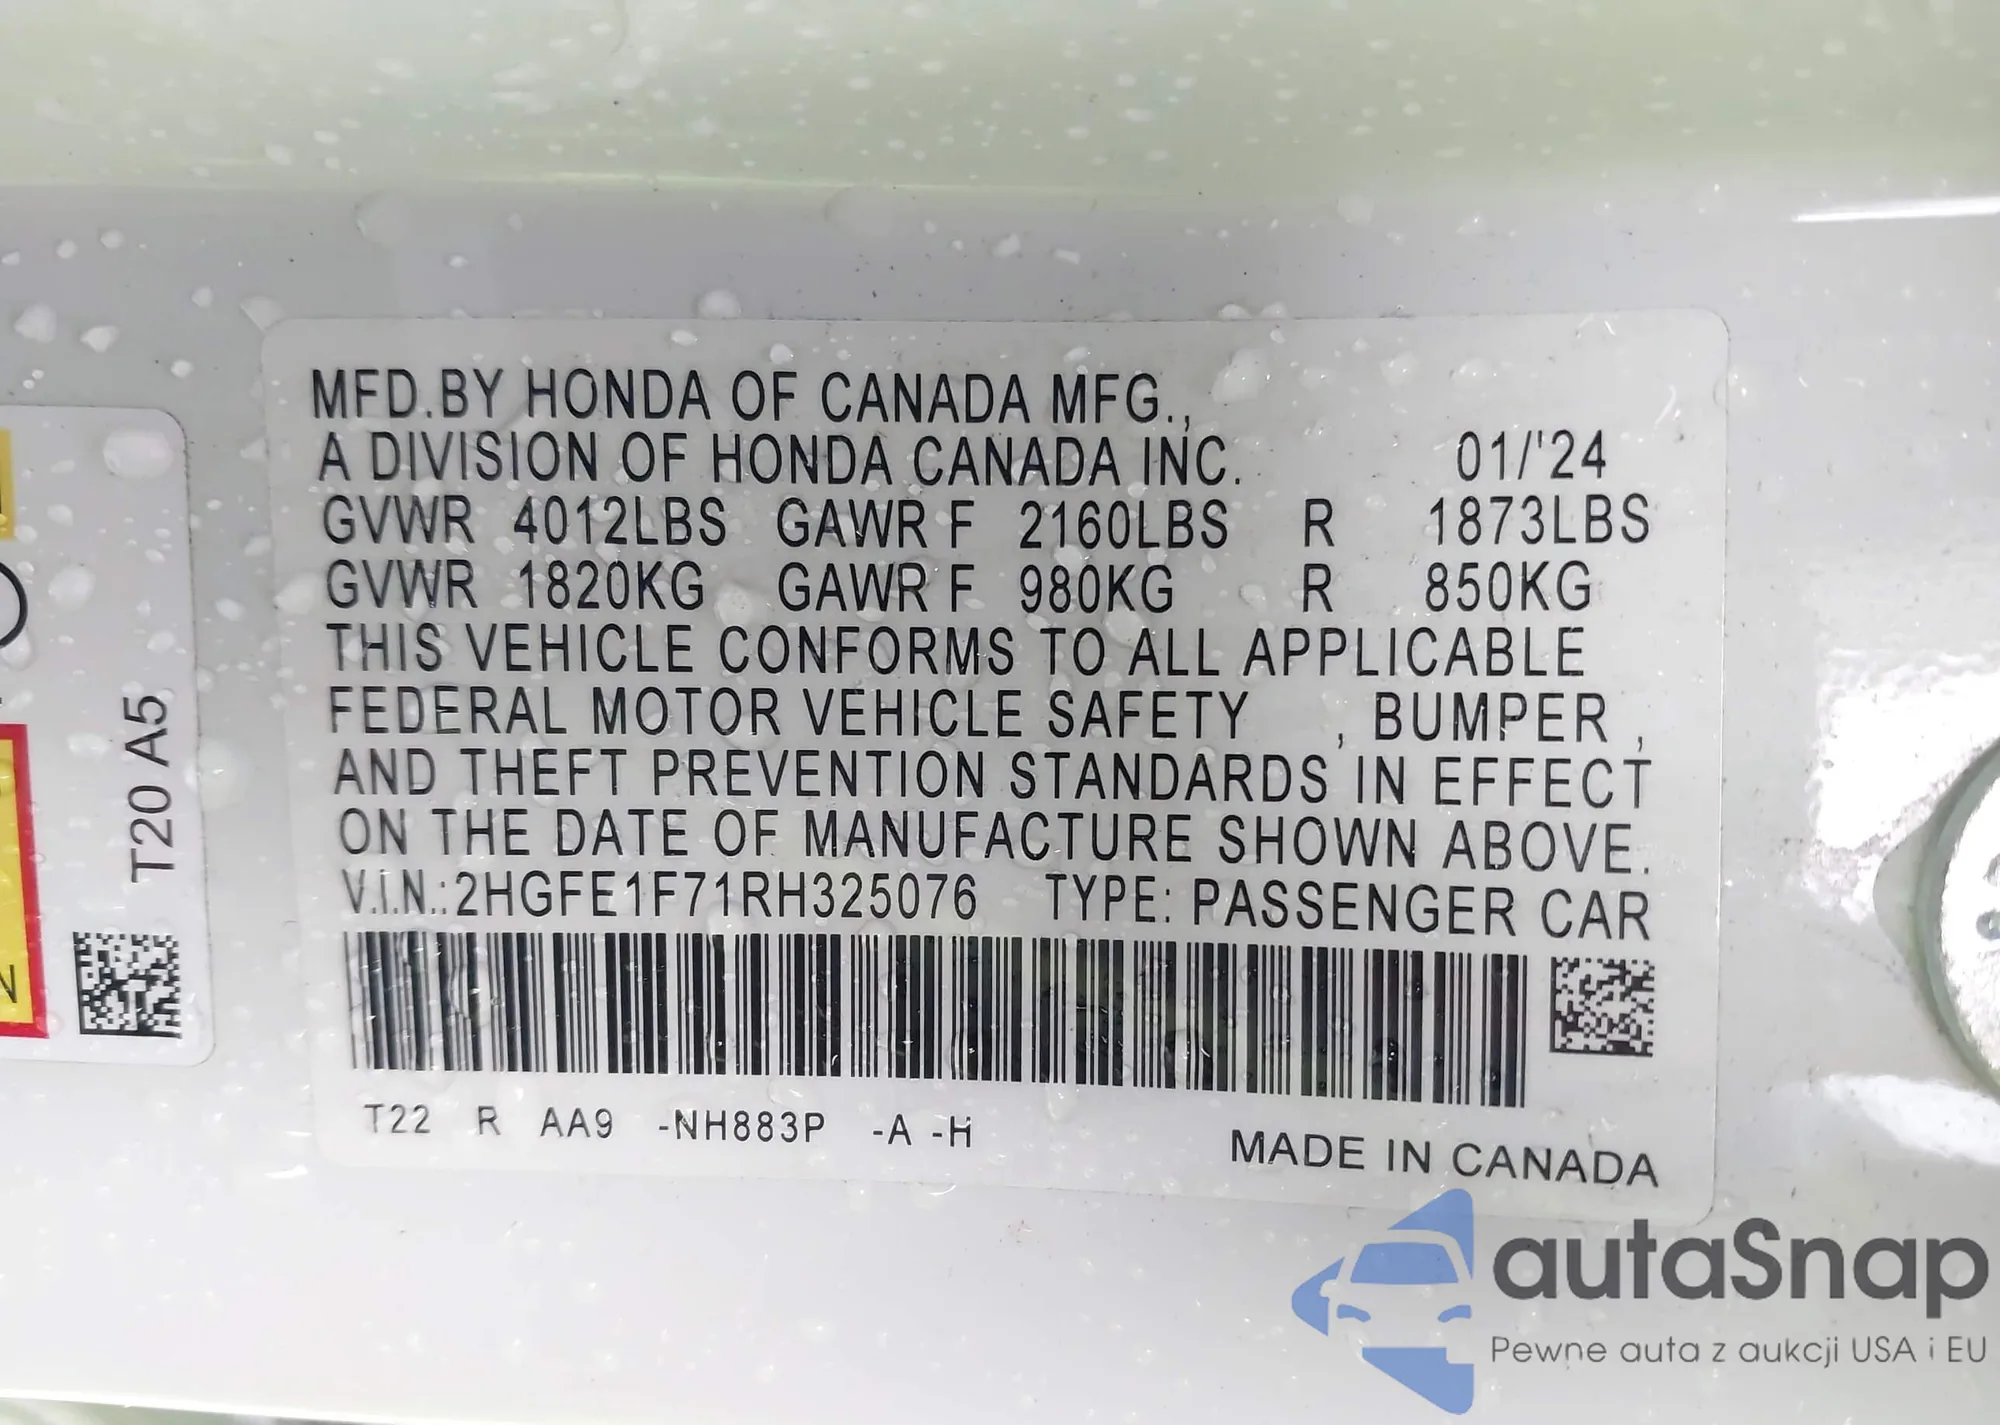 MFD.BY HONDA OF CANADA MFG.,
A DIVISION OF HONDA CANADA INC. 01/'24
GVWR 4012LBS GAWR F 2160LBS R 1873LBS
GVWR 1820KG GAWR F 980KG R 850KG
THIS VEHICLE CONFORMS TO ALL APPLICABLE
FEDERAL MOTOR VEHICLE SAFETY , BUMPER ,
AND THEFT PREVENTION STANDARDS IN EFFECT
ON THE DATE OF MANUFACTURE SHOWN ABOVE.
V.I.N.:2HGFE1F71RH325076 TYPE: PASSENGER CAR
T22 R AA9 -NH883P -A -H
MADE IN CANADA
T20 A5
autaSnap
Pewne auta z aukcji USA i EU